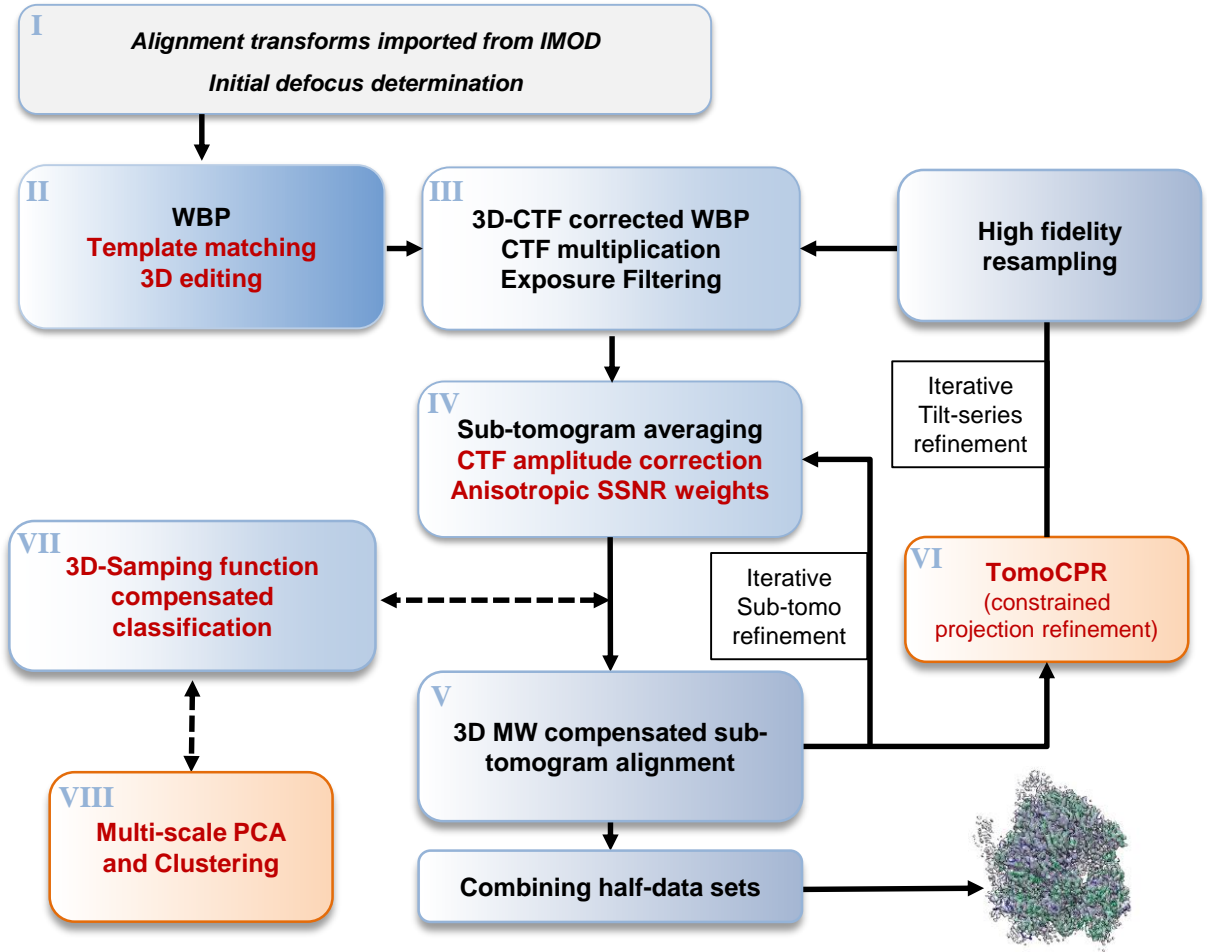 I
Alignment transforms imported from IMOD
Initial defocus determination
II
WBP
Template matching
3D editing
III
3D-CTF corrected WBP
CTF multiplication
Exposure Filtering
High fidelity
resampling
Iterative
Tilt-series
refinement
IV
Sub-tomogram averaging
CTF amplitude correction
Anisotropic SSNR weights
VII
3D-Samping function
compensated
classification
Iterative
Sub-tomo
refinement
VI
TomoCPR
(constrained
projection refinement)
V
3D MW compensated sub-
tomogram alignment
VIII
Multi-scale PCA
and Clustering
Combining half-data sets